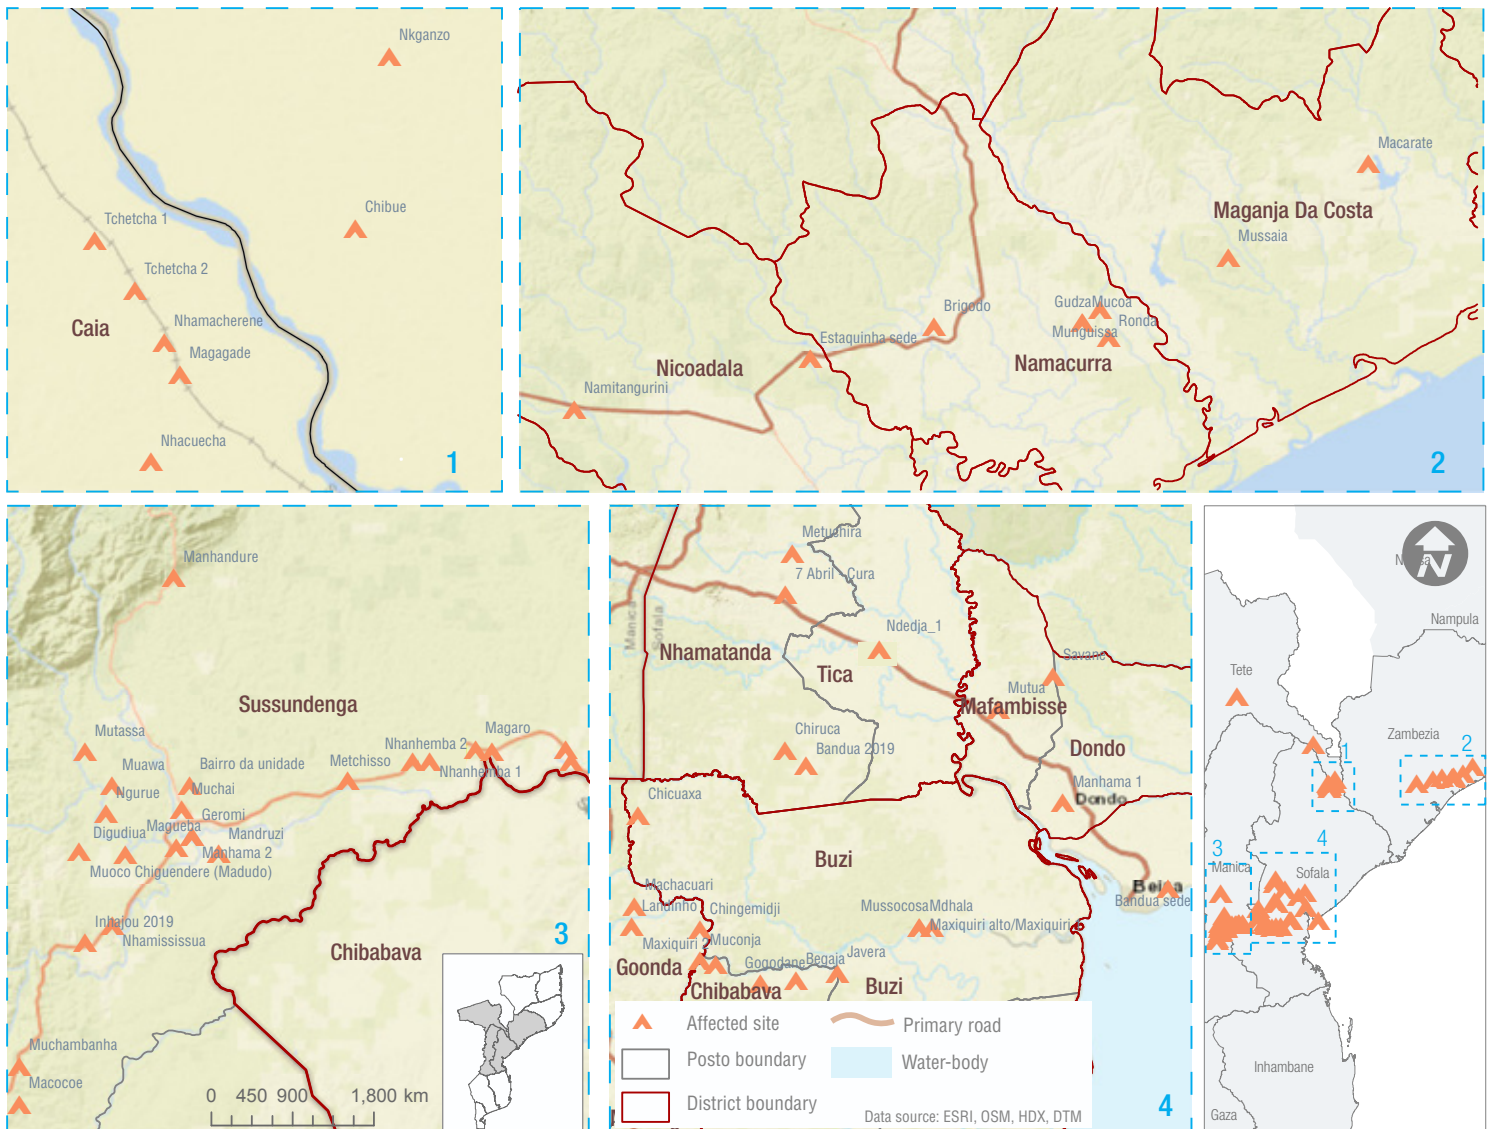 Nkganzo
Chibue
Tchetcha 1
Tchetcha 2
Nhamacherene
Caia
Magagade
Nhacuecha
1
Macarate
Maganja Da Costa
Mussaia
Brigodo
GudzaMucoa
Munguissa
Ronda
Estaquinha sede
Nicoadala
Namacurra
Namitangurini
2
Manhandure
Sussundenga
Mutassa
Magaro
Nhanhemba 2
Nhanhemba 1
Muawa
Bairro da unidade
Metchisso
Ngurue
Muchai
Geromi
Digudiua
Magueba
Mandruzi
Manhama 2
Muoco Chiguendere (Madudo)
Inhajou 2019
Nhamississua
3
Chibabava
Muchambanha
Macocoe
0 450 900 1,800 km
Metuchira
7 Abril - Cura
Manica
Sofala
Ndedja_1
Nhamatanda
Tica
Savane
Mutua
Mafambisse
Chiruca
Bandua 2019
Dondo
Manhama 1
Dondo
Chicuaxa
Buzi
Beira
Bandua sede
Machacuari
Landinho
Chingemidji
MussocosaMdhala
Maxiquiri alto/Maxiquiri 1
Maxiquiri 2
Muconja
Goonda
Gogodane
Begaja
Javera
Chibabava
Buzi
Affected site
Primary road
Posto boundary
Water-body
District boundary
Data source: ESRI, OSM, HDX, DTM
4
N
Nampula
Tete
Zambezia
1
2
3
4
Manica
Sofala
Inhambane
Gaza